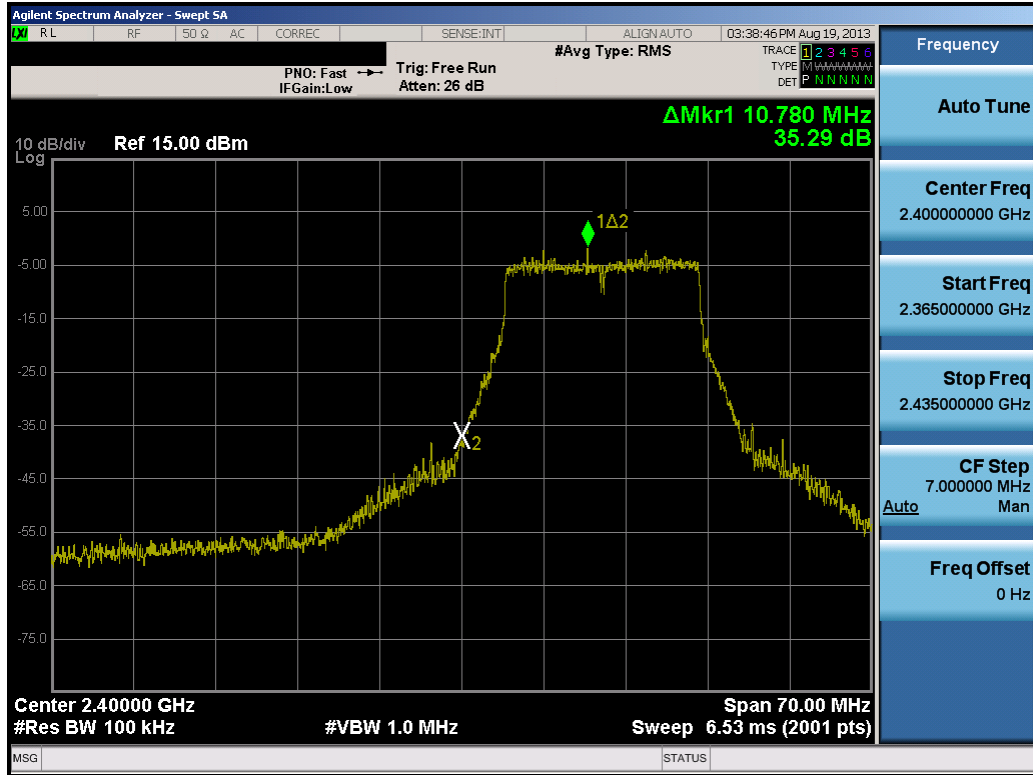 Agilent Spectrum Analyzer - Swept SA
LXI RL RF 50 Ω AC CORREC SENSE:INT ALIGN AUTO 03:38:46 PM Aug 19, 2013
#Avg Type: RMS
TRACE 1 2 3 4 5 6
PNO: Fast Trig: Free Run
TYPE M WWWWW
IFGain:Low Atten: 26 dB
DET P N N N N N
ΔMkr1 10.780 MHz
35.29 dB
10 dB/div Ref 15.00 dBm
Log
5.00
-5.00
-15.0
-25.0
-35.0
-45.0
-55.0
-65.0
-75.0
1Δ2
X2
Center 2.40000 GHz Span 70.00 MHz
#Res BW 100 kHz #VBW 1.0 MHz Sweep 6.53 ms (2001 pts)
MSG STATUS
Frequency
Auto Tune
Center Freq
2.400000000 GHz
Start Freq
2.365000000 GHz
Stop Freq
2.435000000 GHz
CF Step
7.000000 MHz
Auto Man
Freq Offset
0 Hz